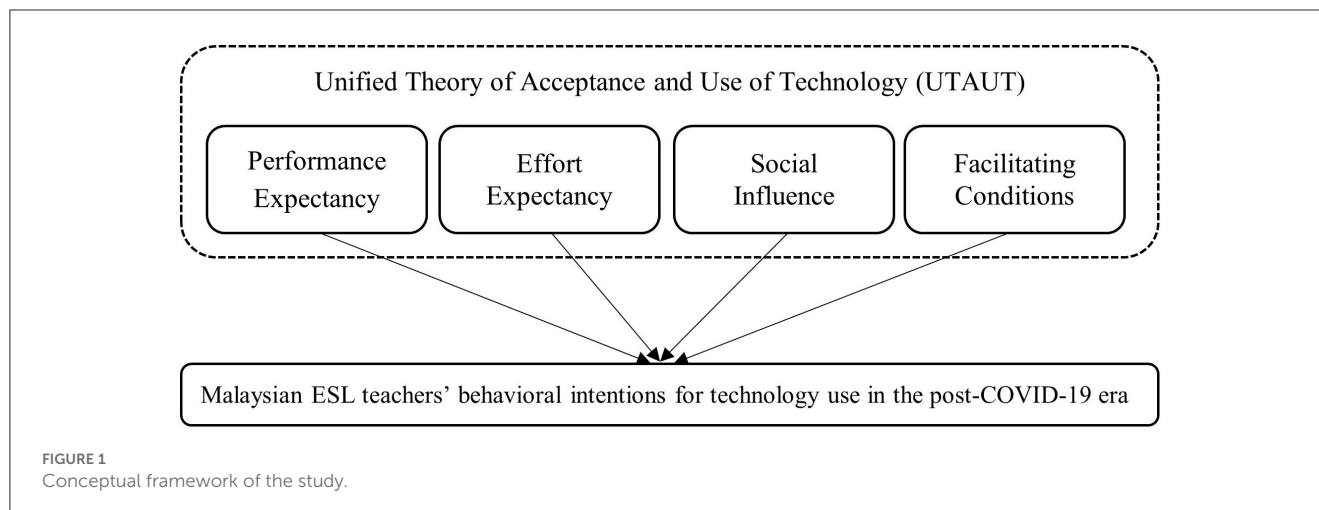 Unified Theory of Acceptance and Use of Technology (UTAUT)
Performance
Expectancy
Effort
Expectancy
Social
Influence
Facilitating
Conditions
Malaysian ESL teachers’ behavioral intentions for technology use in the post-COVID-19 era
FIGURE 1
Conceptual framework of the study.